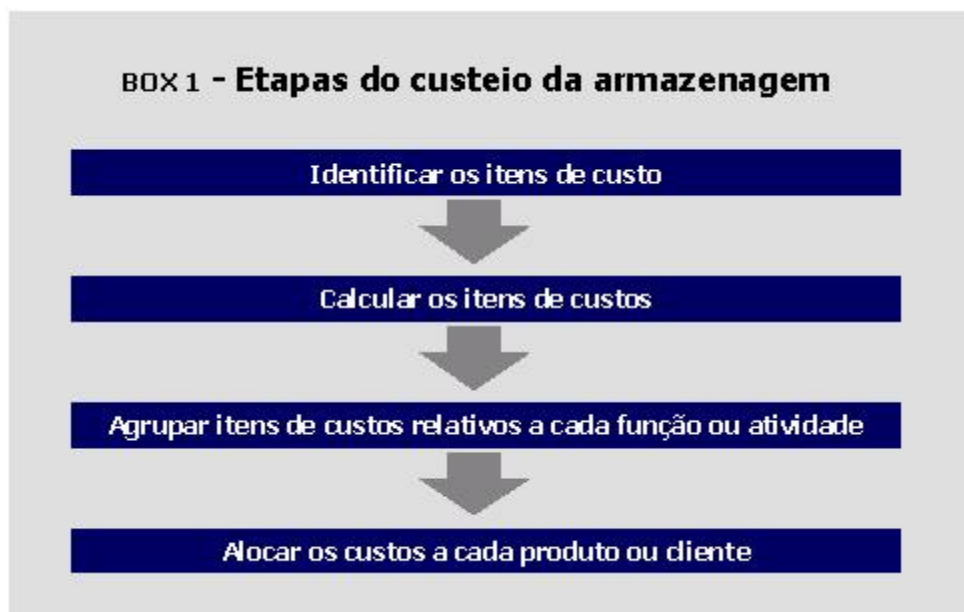 BOX 1 - Etapas do custeio da armazenagem
Identificar os itens de custo
Calcular os itens de custos
Agrupar itens de custos relativos a cada função ou atividade
Alocar os custos a cada produto ou cliente